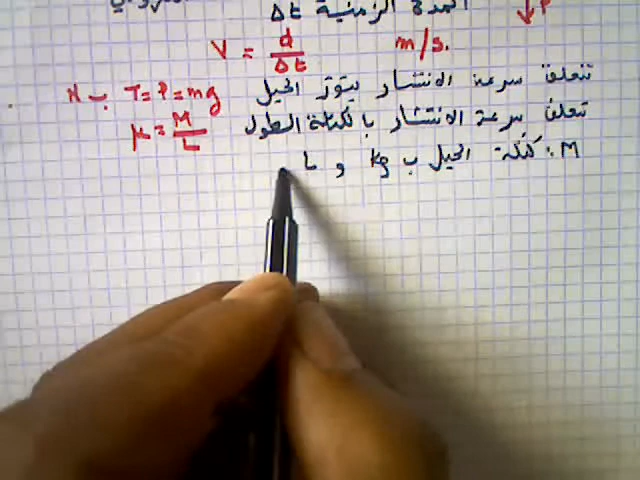 المدة الزمنية Δt
↓P
V = d/Δt m/s.
تتعلق سرعة الانتشار بتوتر الحبل T=P=mg ب N
تتعلق سرعة الانتشار بالكتلة الطولية μ = M/L
M: كتلة الحبل ب kg و L